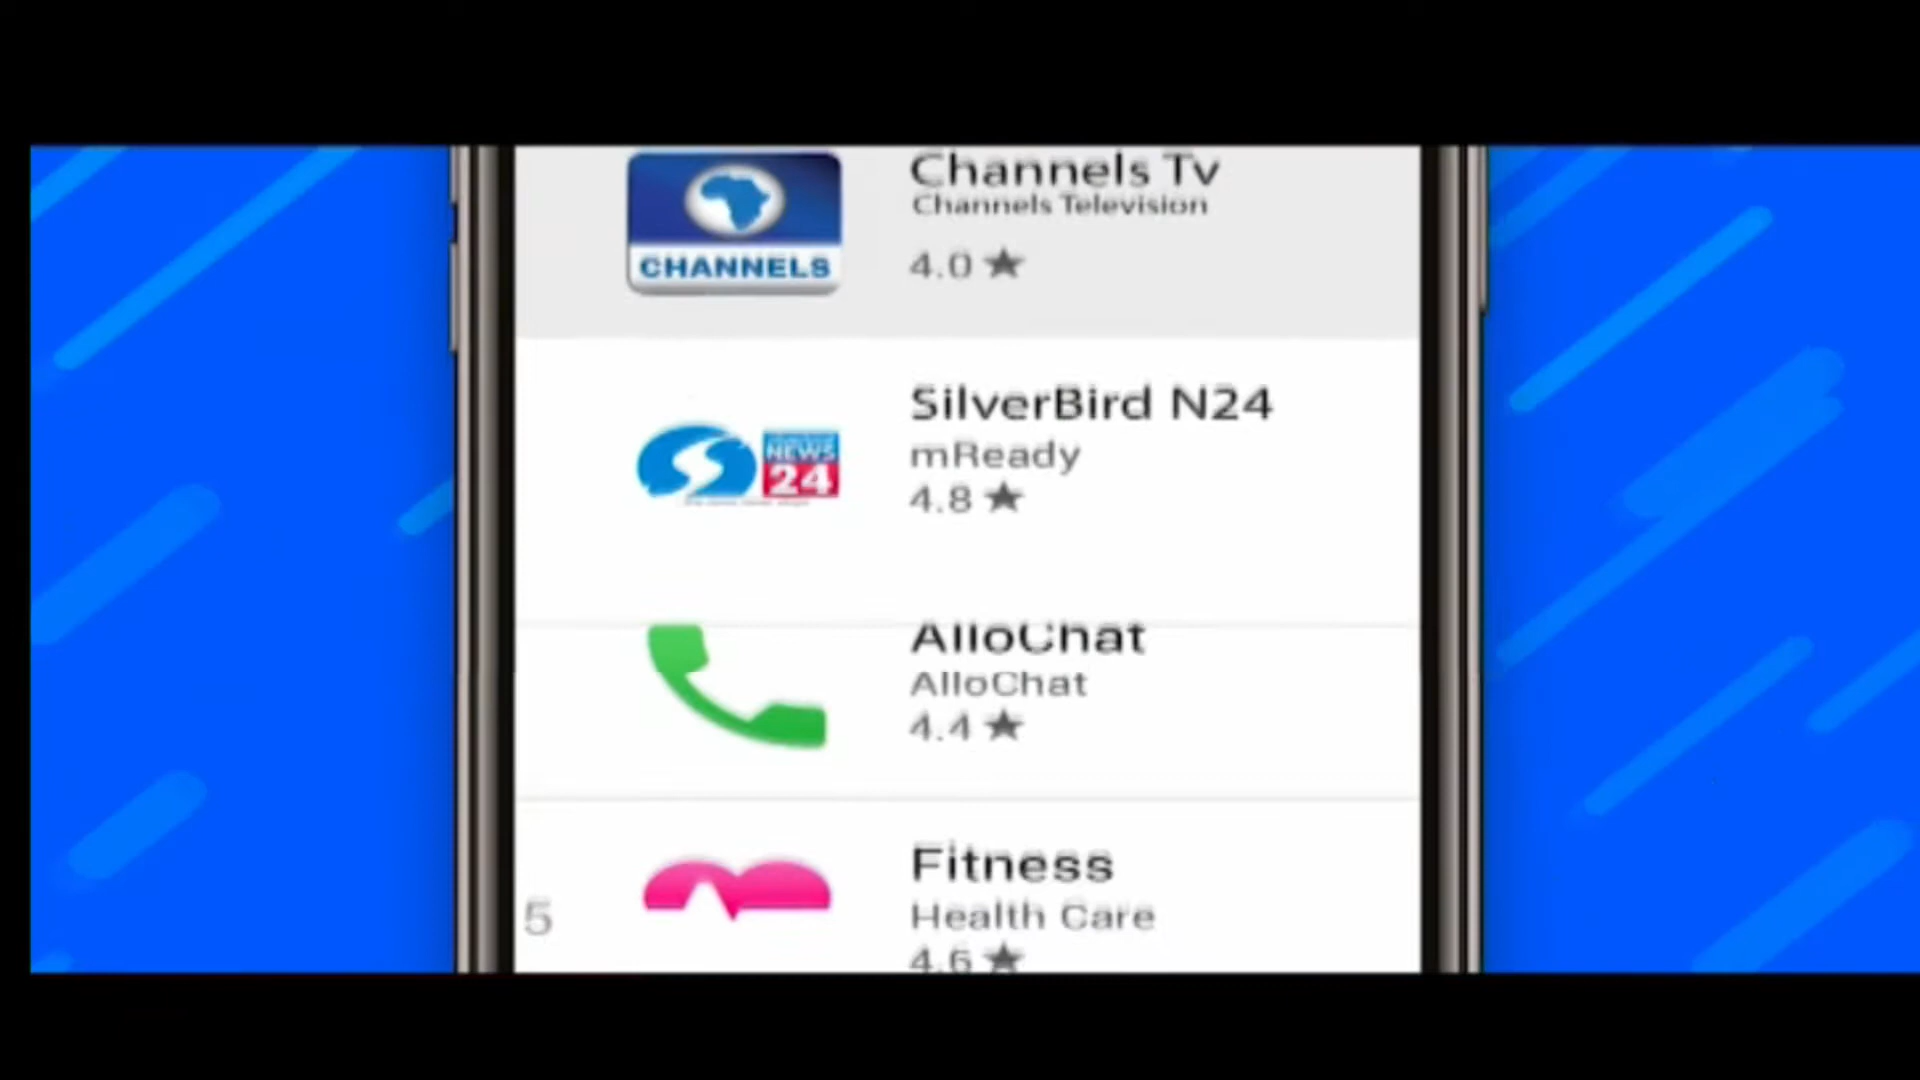 Channels Tv
Channels Television
CHANNELS
4.0 ★
SilverBird N24
NEWS
24
mReady
4.8 ★
AlloChat
AlloChat
4.4 ★
Fitness
5
Health Care
4.6 ★